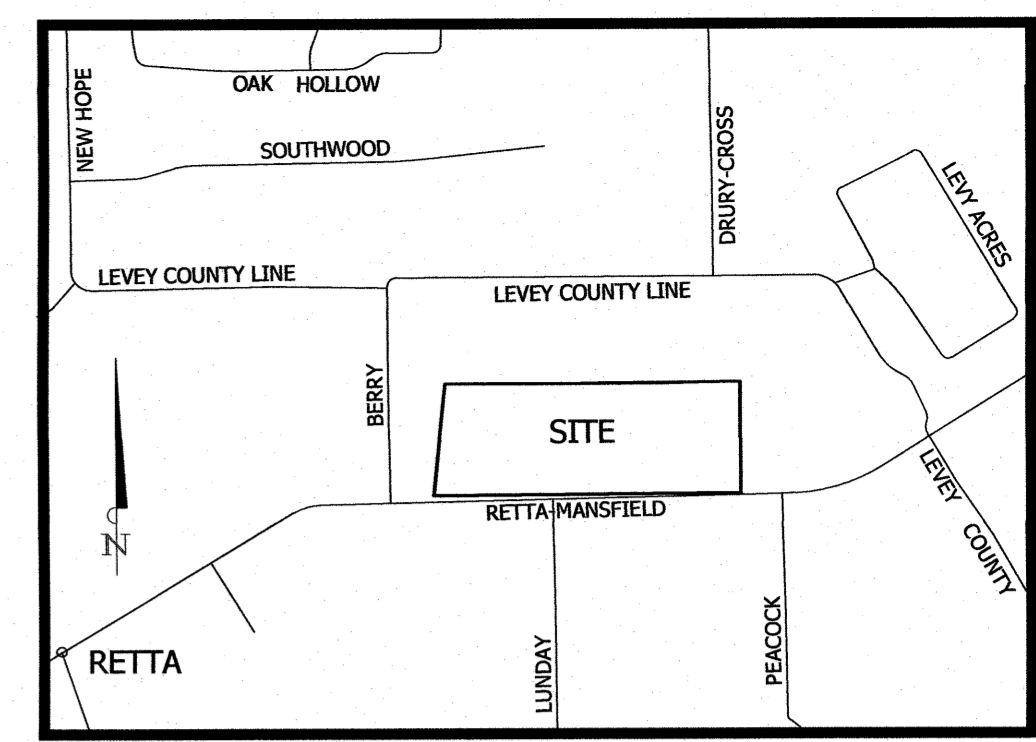 OAK HOLLOW
NEW HOPE
SOUTHWOOD
DRURY-CROSS
LEVY ACRES
LEVEY COUNTY LINE
LEVEY COUNTY LINE
BERRY
SITE
LEVEY COUNTY
RETTA-MANSFIELD
N
RETTA
LUNDAY
PEACOCK